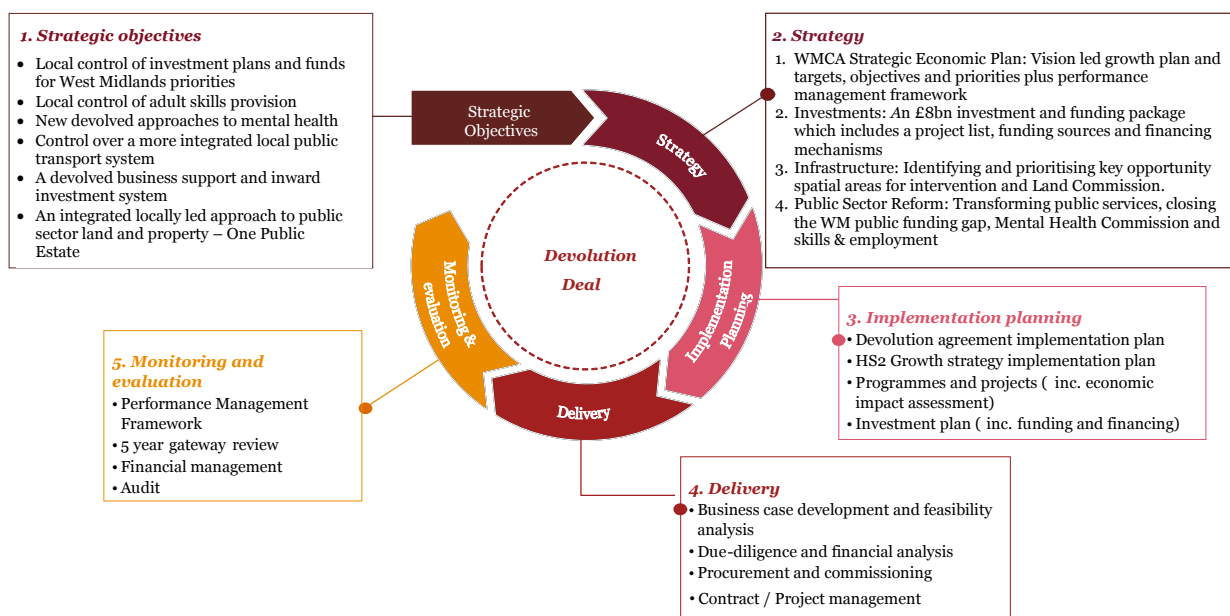 1. Strategic objectives
• Local control of investment plans and funds
for West Midlands priorities
• Local control of adult skills provision
• New devolved approaches to mental health
• Control over a more integrated local public
transport system
• A devolved business support and inward
investment system
• An integrated locally led approach to public
sector land and property – One Public
Estate
Strategic
Objectives
Strategy
2. Strategy
1. WMCA Strategic Economic Plan: Vision led growth plan and
targets, objectives and priorities plus performance
management framework
2. Investments: An £8bn investment and funding package
which includes a project list, funding sources and financing
mechanisms
3. Infrastructure: Identifying and prioritising key opportunity
spatial areas for intervention and Land Commission.
4. Public Sector Reform: Transforming public services, closing
the WM public funding gap, Mental Health Commission and
skills & employment
Devolution
Deal
Implementation
Planning
3. Implementation planning
• Devolution agreement implementation plan
• HS2 Growth strategy implementation plan
• Programmes and projects ( inc. economic
impact assessment)
• Investment plan ( inc. funding and financing)
Delivery
4. Delivery
• Business case development and feasibility
analysis
• Due-diligence and financial analysis
• Procurement and commissioning
• Contract / Project management
Monitoring &
evaluation
5. Monitoring and
evaluation
• Performance Management
Framework
• 5 year gateway review
• Financial management
• Audit